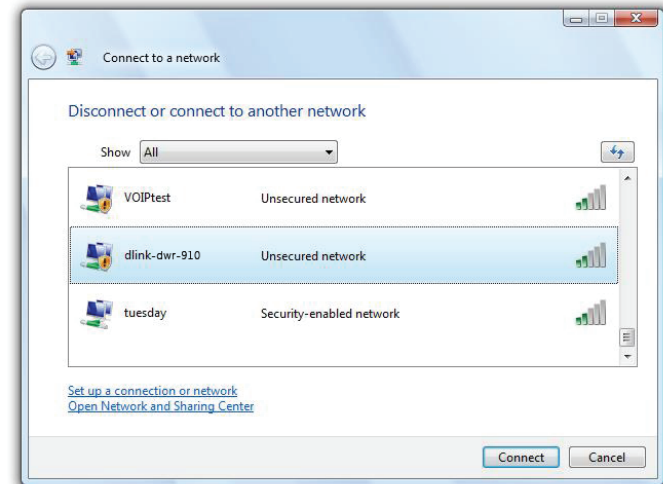 Connect to a network
Disconnect or connect to another network
Show All
VOIPtest Unsecured network
dlink-dwr-910 Unsecured network
tuesday Security-enabled network
Set up a connection or network
Open Network and Sharing Center
Connect Cancel